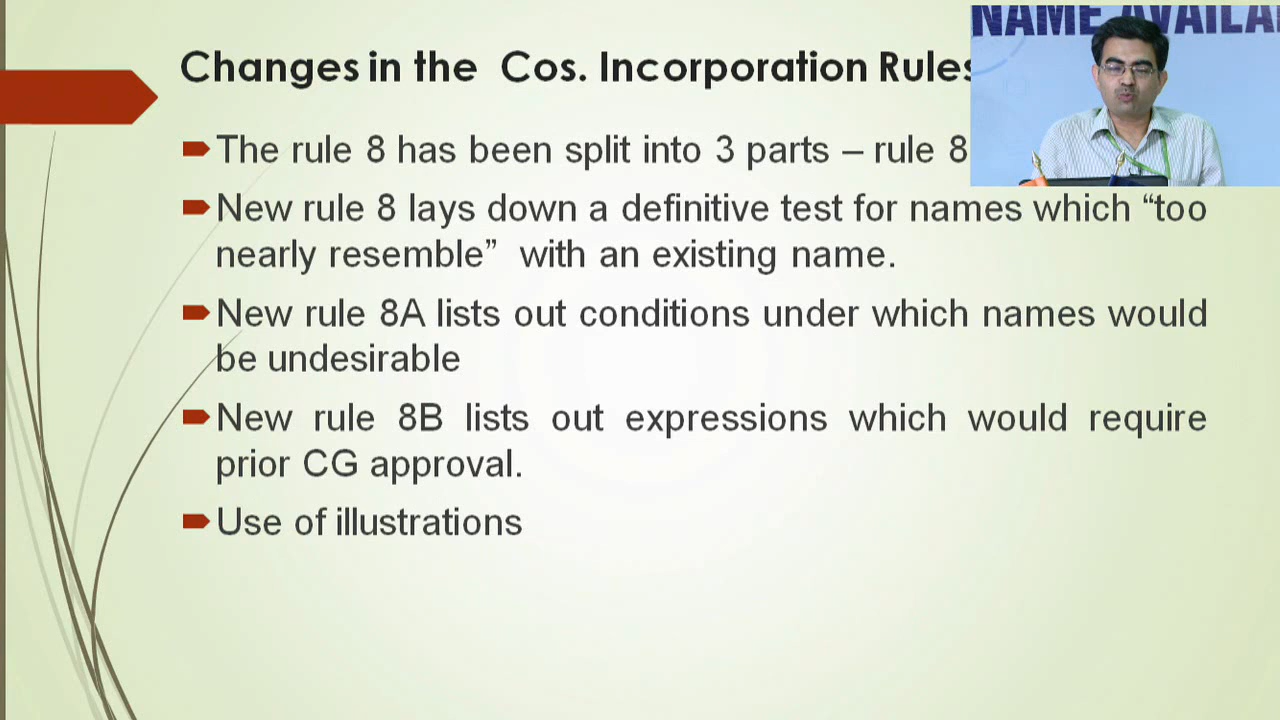 NAME AVAILA
Changes in the Cos. Incorporation Rules
The rule 8 has been split into 3 parts – rule 8
New rule 8 lays down a definitive test for names which “too
nearly resemble” with an existing name.
New rule 8A lists out conditions under which names would
be undesirable
New rule 8B lists out expressions which would require
prior CG approval.
Use of illustrations